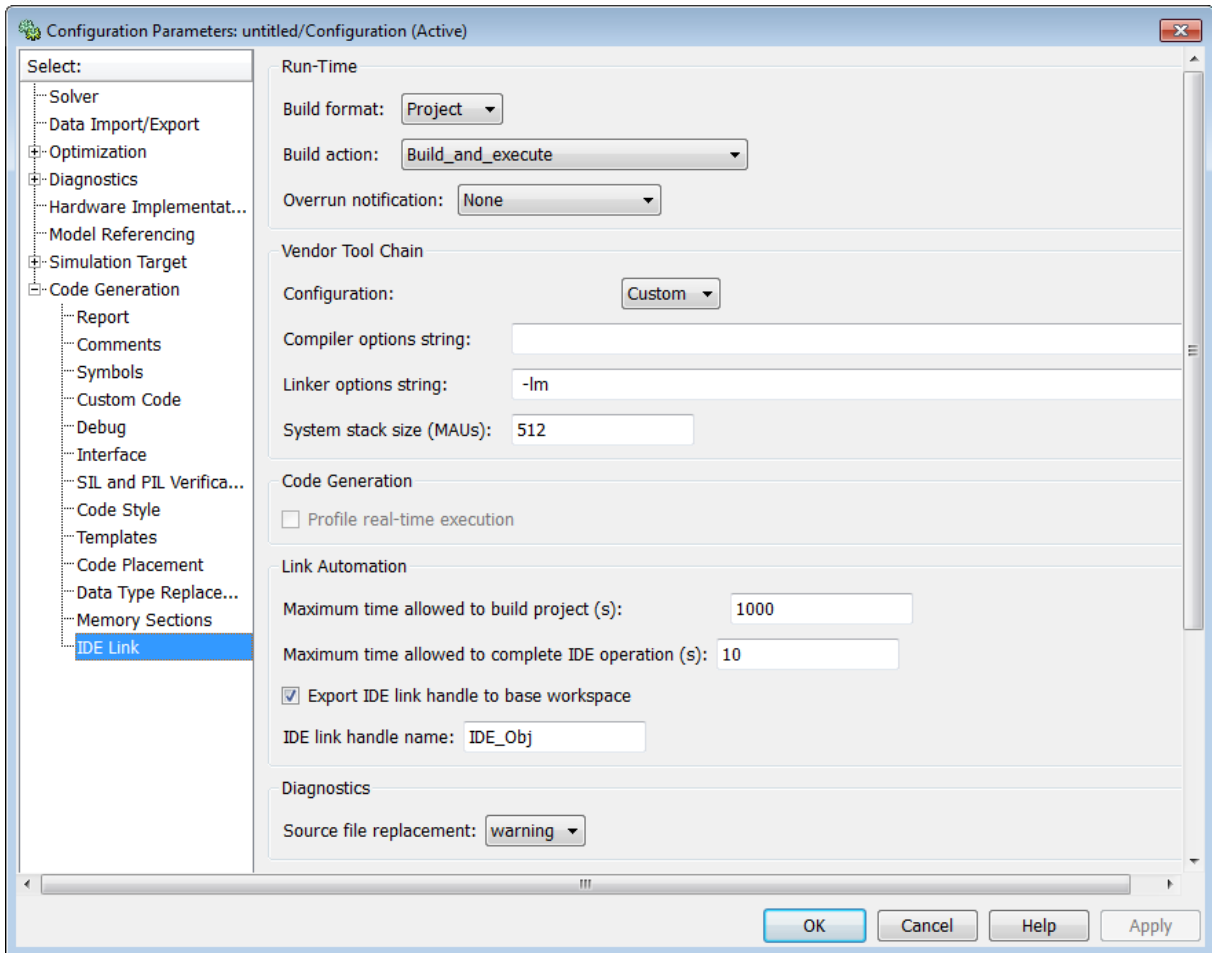 Configuration Parameters: untitled/Configuration (Active)
Select:
Solver
Data Import/Export
Optimization
Diagnostics
Hardware Implementat...
Model Referencing
Simulation Target
Code Generation
Report
Comments
Symbols
Custom Code
Debug
Interface
SIL and PIL Verifica...
Code Style
Templates
Code Placement
Data Type Replace...
Memory Sections
IDE Link
Run-Time
Build format: Project
Build action: Build_and_execute
Overrun notification: None
Vendor Tool Chain
Configuration: Custom
Compiler options string:
Linker options string: -lm
System stack size (MAUs): 512
Code Generation
Profile real-time execution
Link Automation
Maximum time allowed to build project (s): 1000
Maximum time allowed to complete IDE operation (s): 10
Export IDE link handle to base workspace
IDE link handle name: IDE_Obj
Diagnostics
Source file replacement: warning
OK Cancel Help Apply